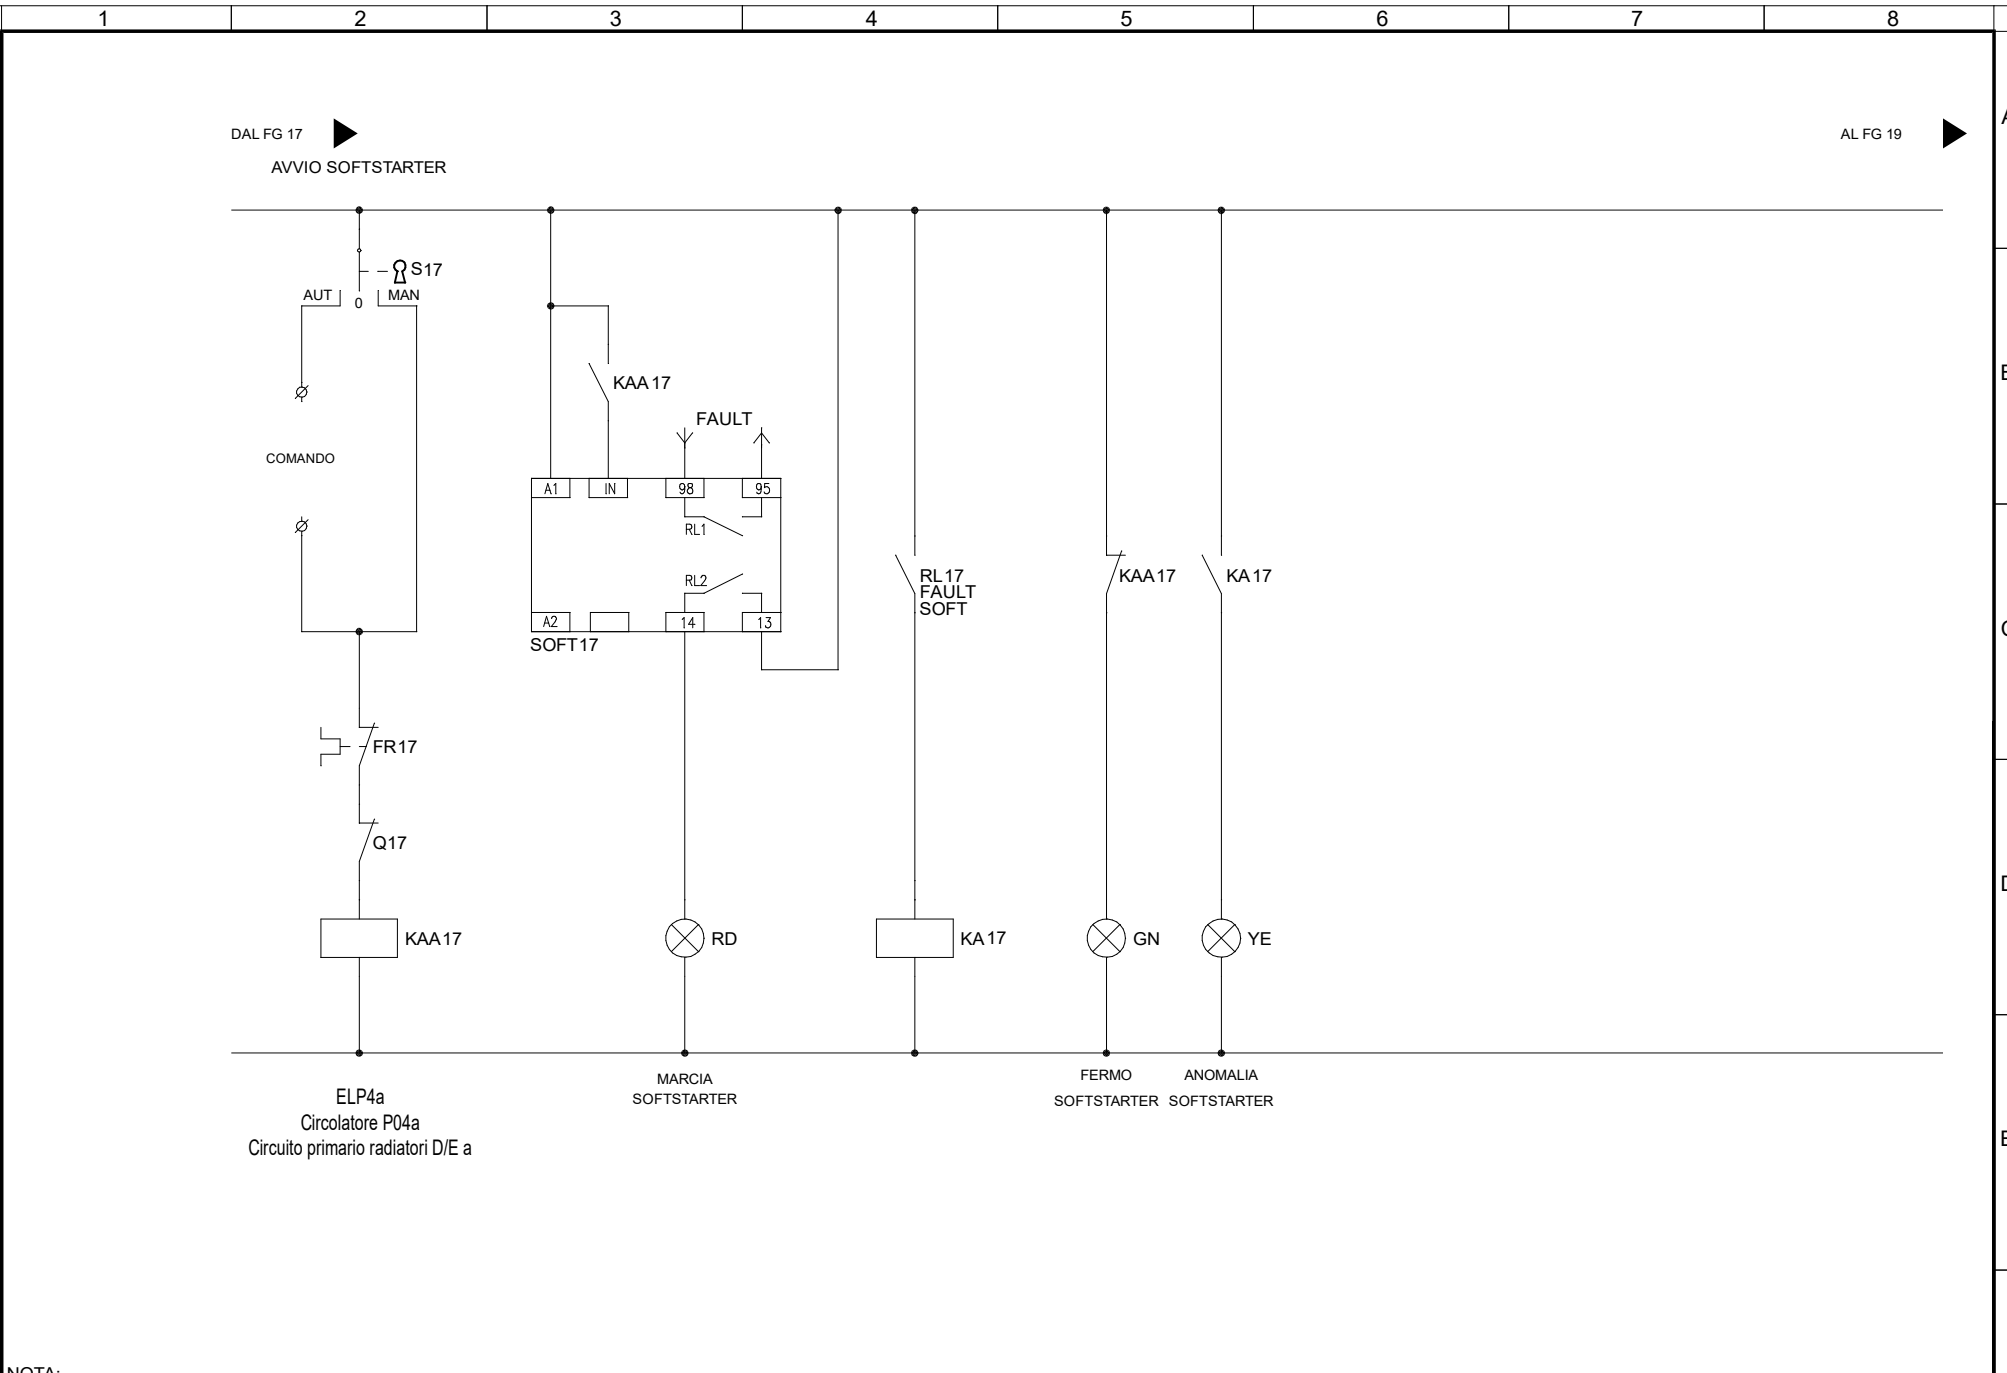 1 2 3 4 5 6 7 8
DAL FG 17
AL FG 19
A
AVVIO SOFTSTARTER
S17
AUT 0 MAN
KAA17
B
FAULT
COMANDO
A1 IN 98 95
RL1
RL2
RL17
FAULT
SOFT
KAA17
KA17
A2 14 13
SOFT17
C
FR17
Q17
KAA17
RD
KA17
GN
YE
D
MARCIA
SOFTSTARTER
FERMO
SOFTSTARTER
ANOMALIA
SOFTSTARTER
ELP4a
Circolatore P04a
Circuito primario radiatori D/E a
E
NOTA: